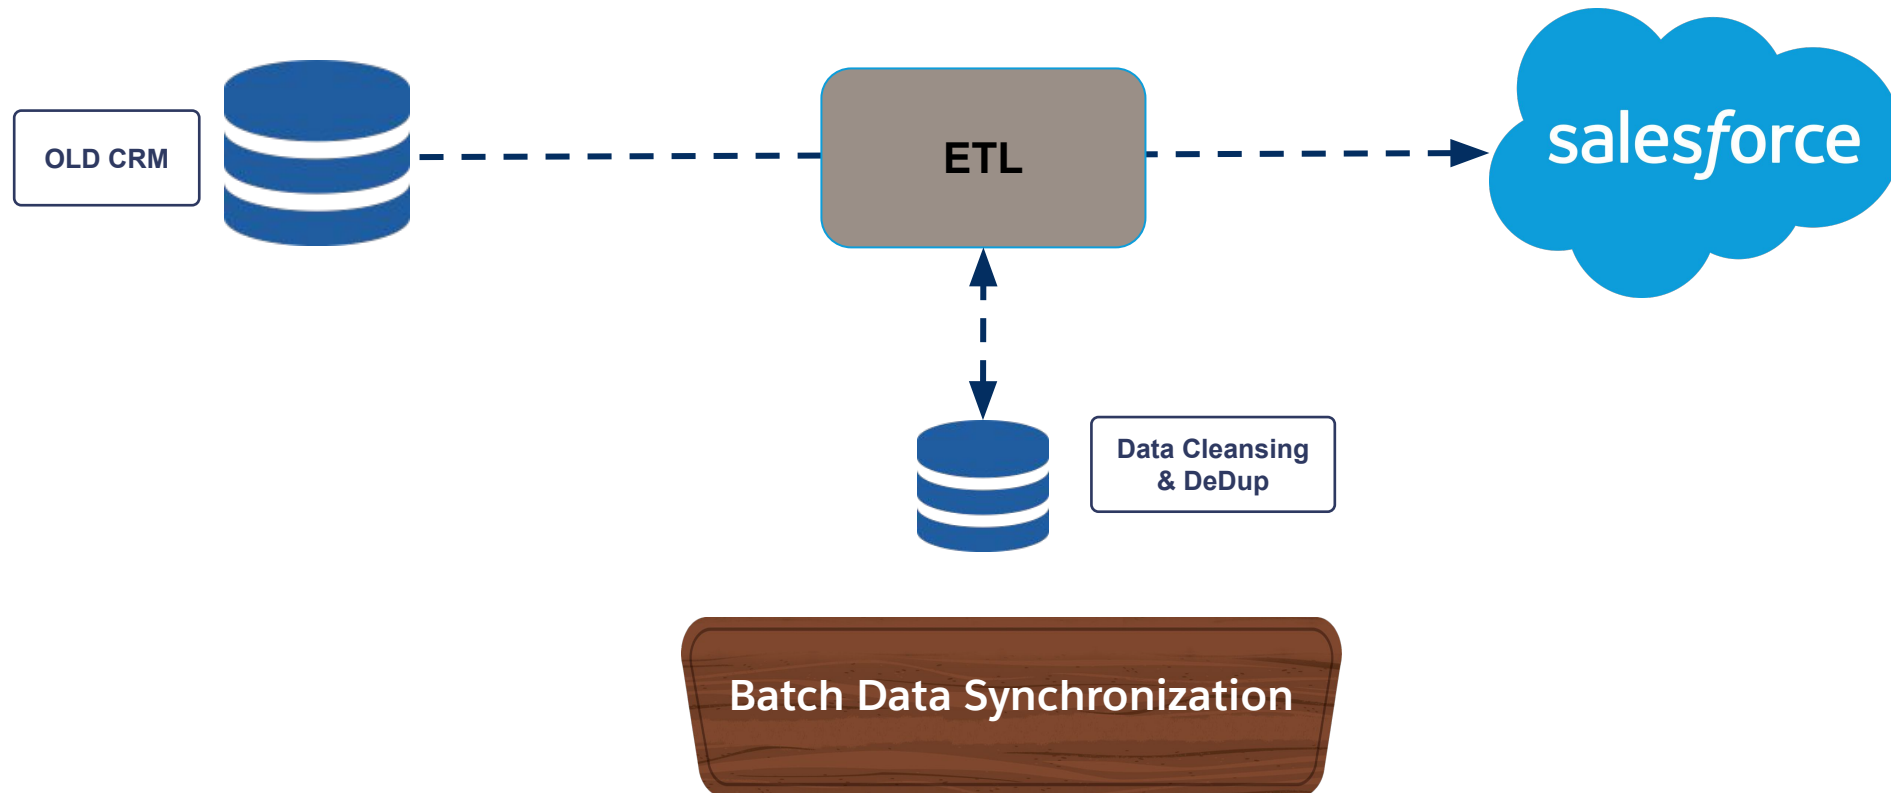 OLD CRM
ETL
salesforce
Data Cleansing
& DeDup
Batch Data Synchronization